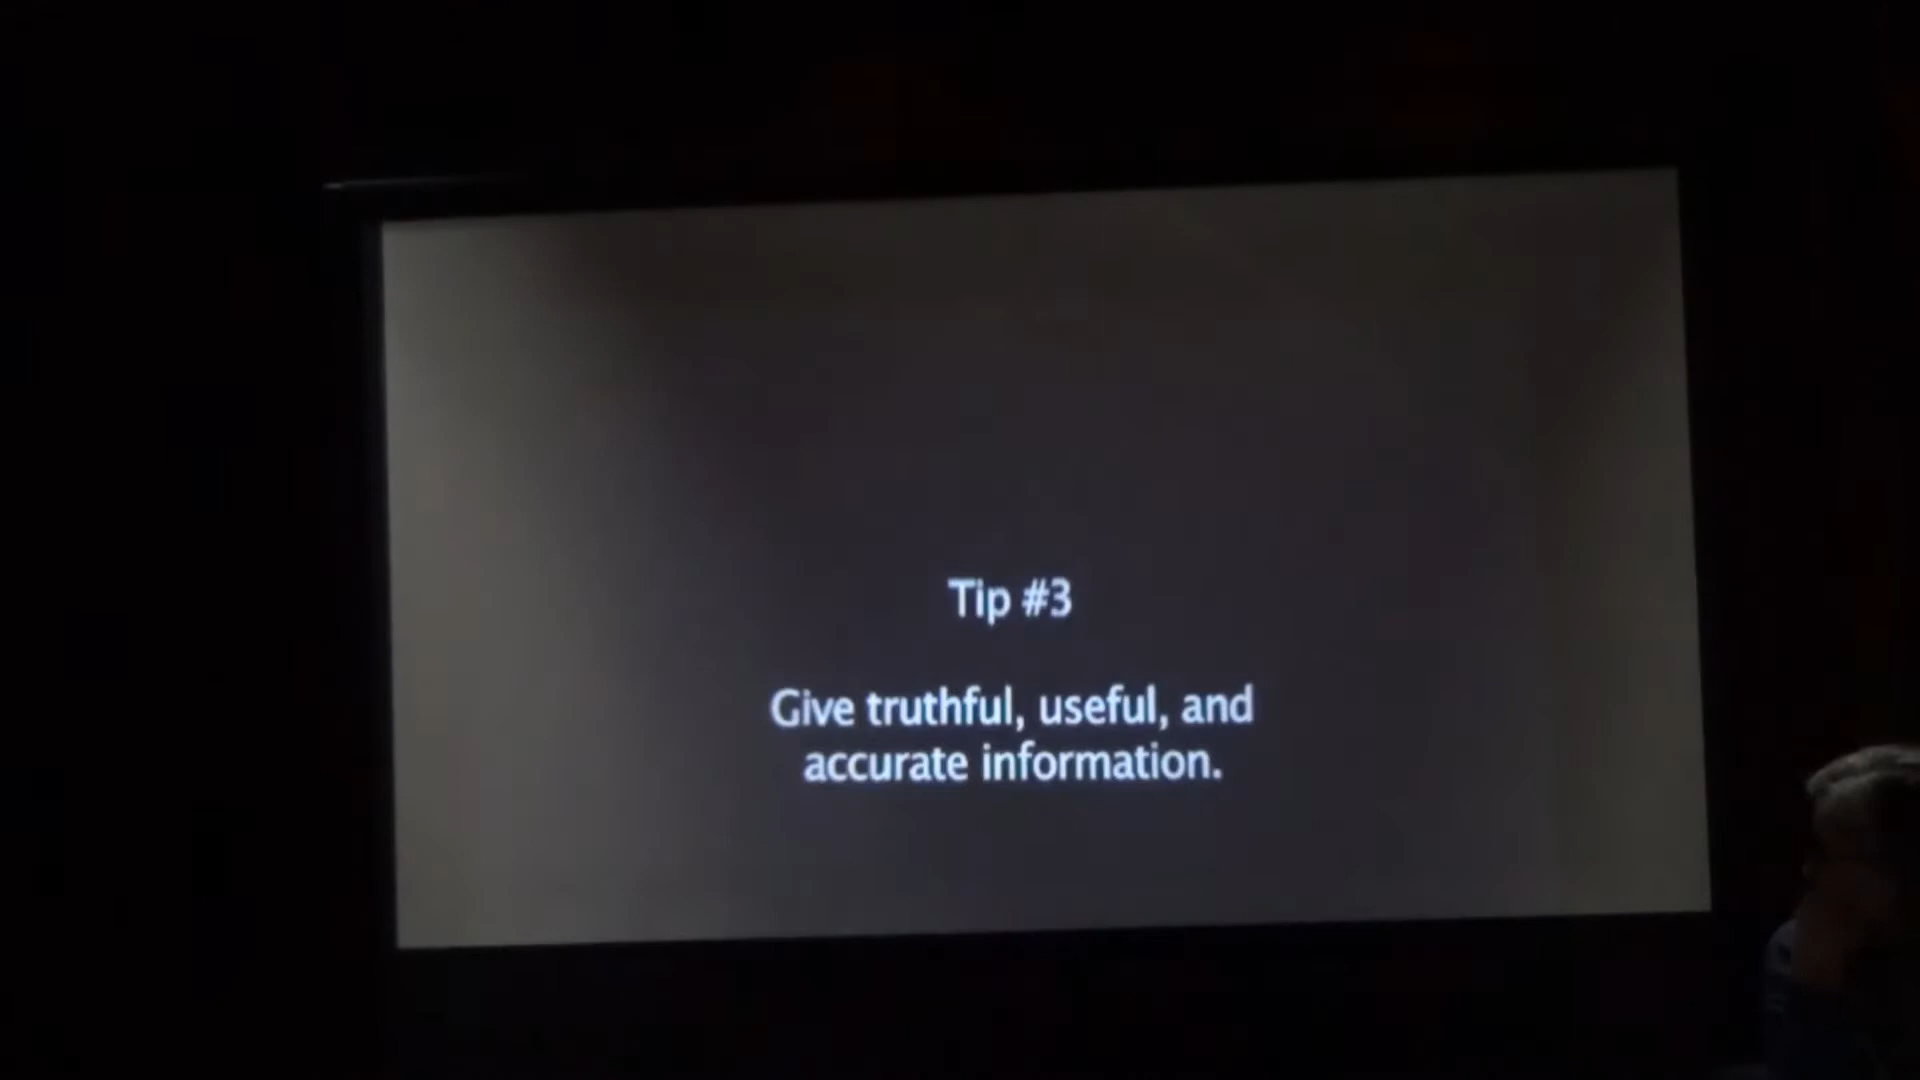 Tip #3
Give truthful, useful, and
accurate information.